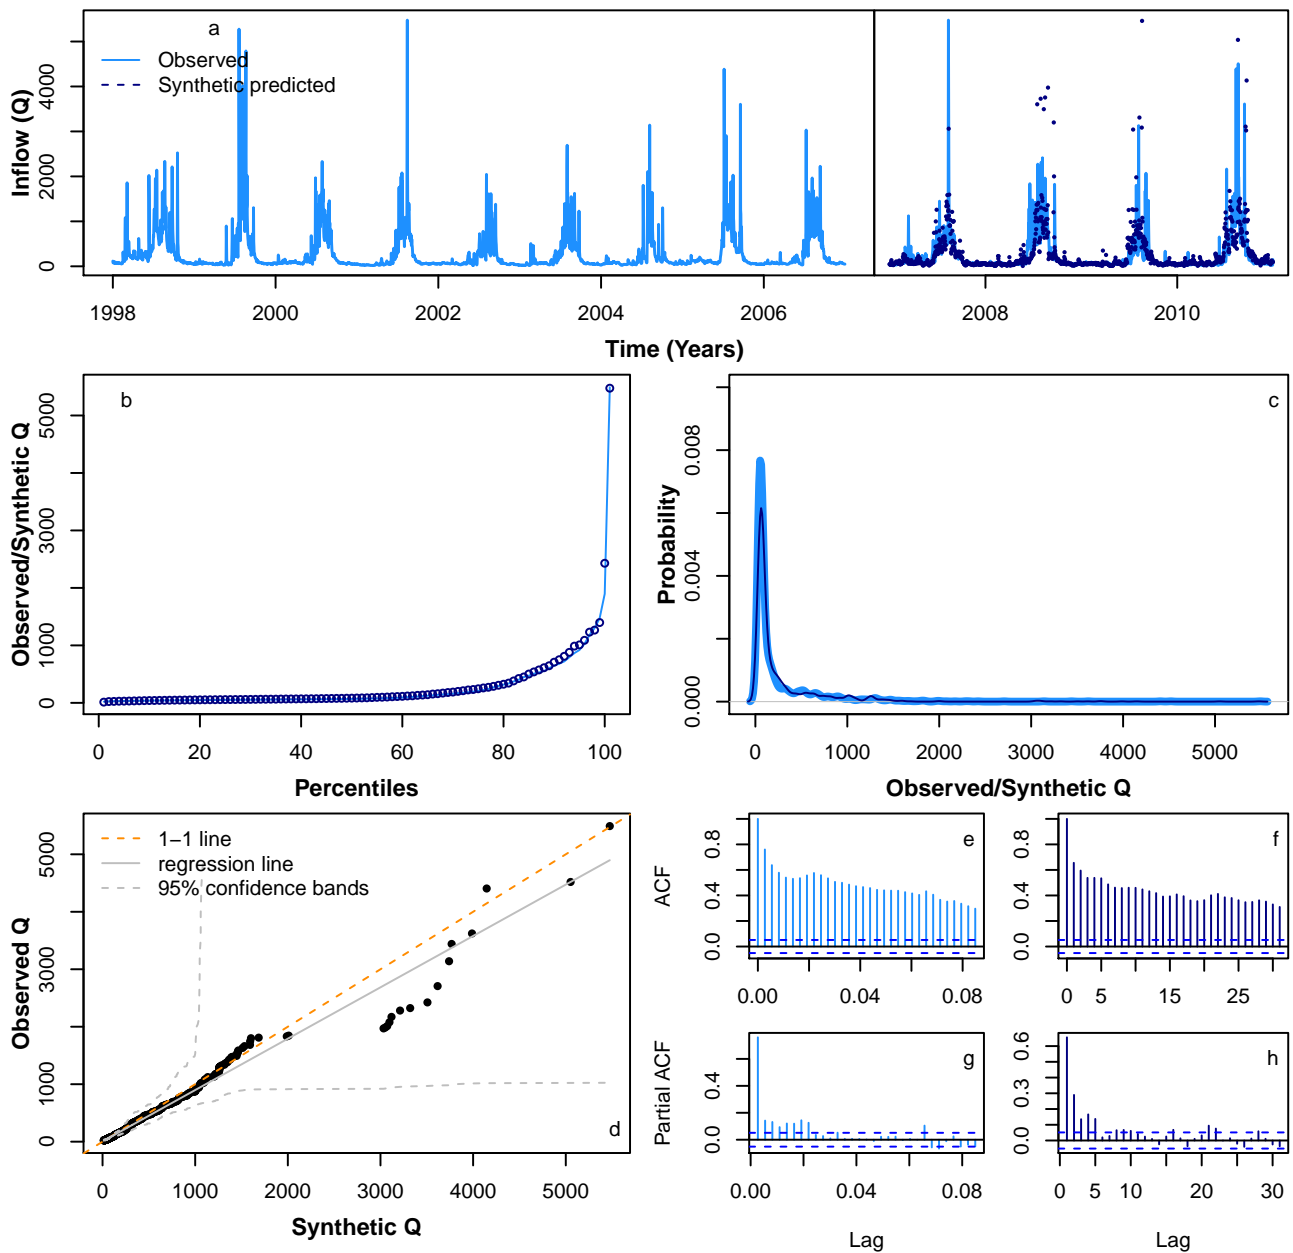 a
Observed
Synthetic predicted
Inflow (Q)
0
2000
4000
1998
2000
2002
2004
2006
2008
2010
Time (Years)
b
Observed/Synthetic Q
0
1000
3000
5000
0
20
40
60
80
100
Percentiles
c
Probability
0.000
0.004
0.008
0
1000
2000
3000
4000
5000
Observed/Synthetic Q
1−1 line
regression line
95% confidence bands
d
Observed Q
0
1000
3000
5000
0
1000
2000
3000
4000
5000
Synthetic Q
e
ACF
0.0
0.4
0.8
0.00
0.04
0.08
f
0.0
0.4
0.8
0
5
15
25
g
Partial ACF
0.0
0.4
0.00
0.04
0.08
Lag
h
0.0
0.3
0.6
0
5
10
20
30
Lag